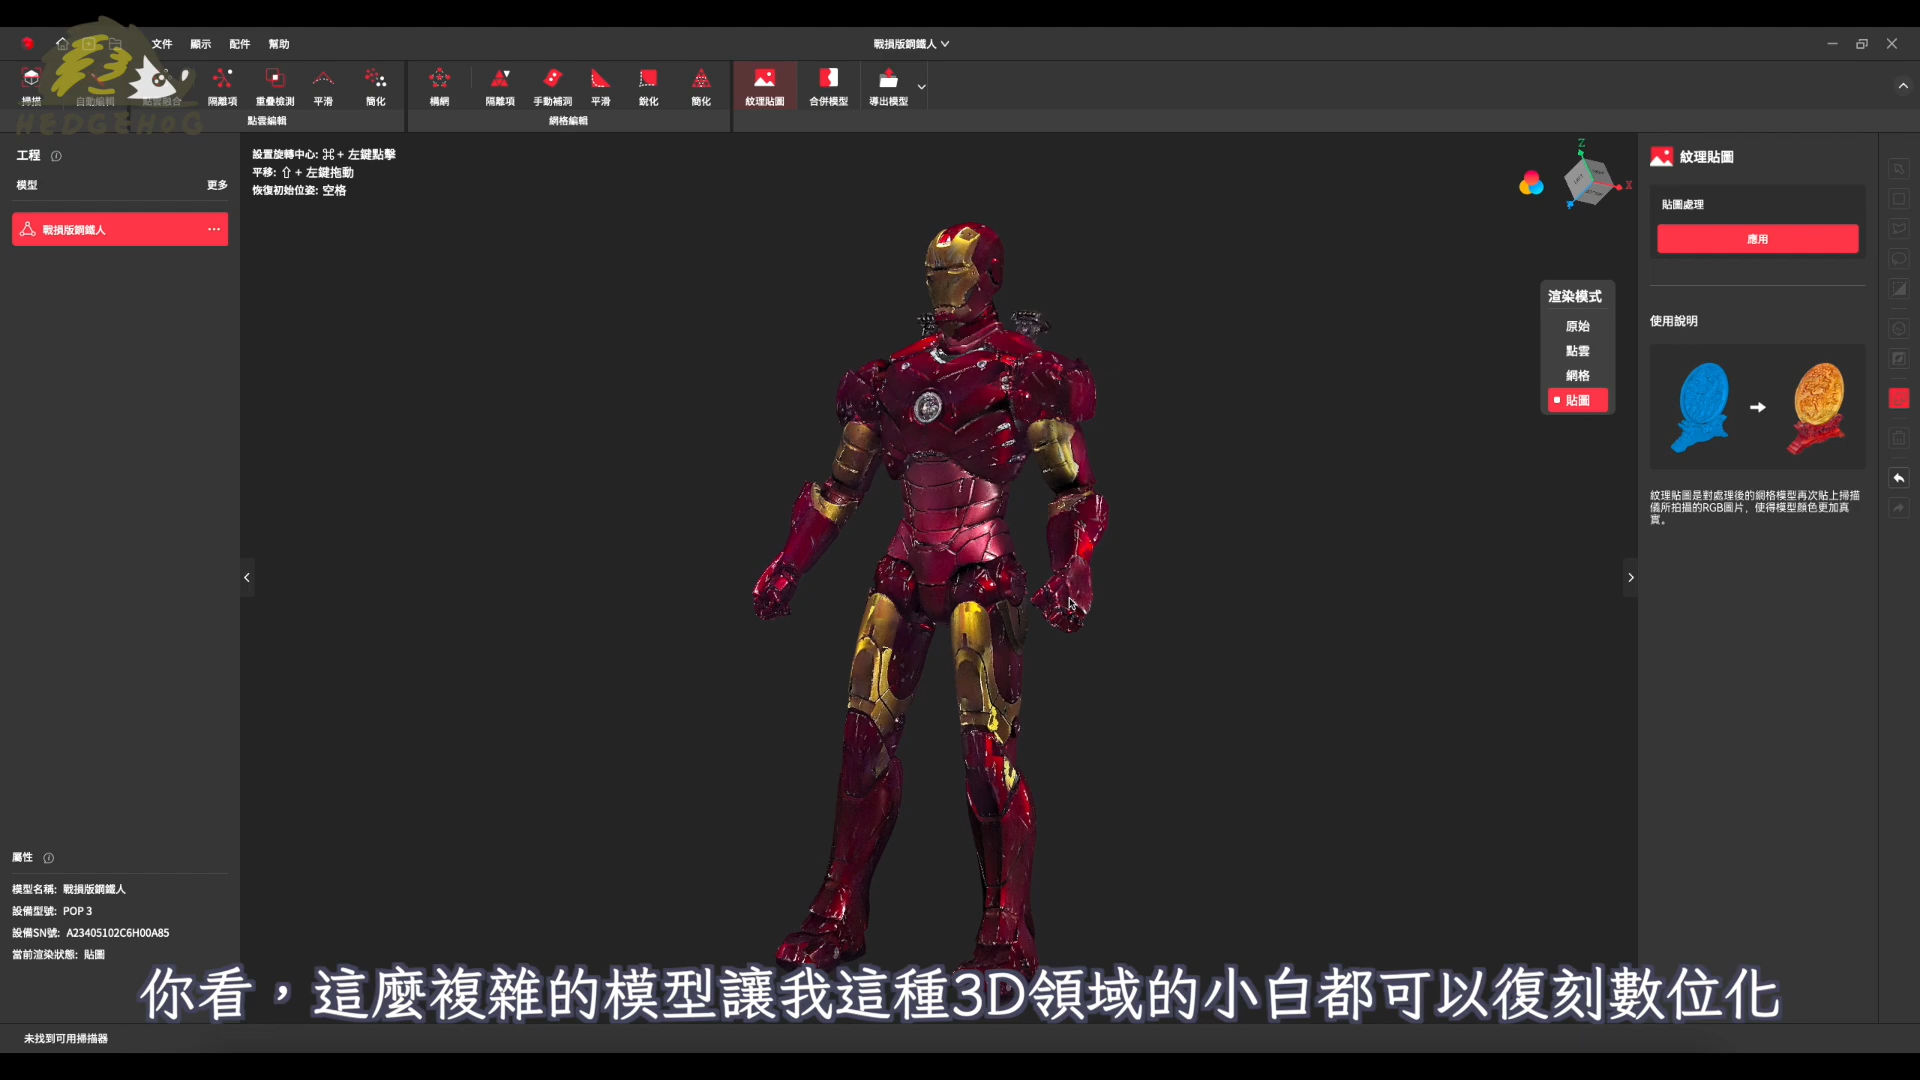 文件 顯示 配件 幫助
戰損版鋼鐵人
掃描 自動編輯 點雲融合 隔離項 重疊檢測 平滑 簡化 構網 隔離項 手動補洞 平滑 銳化 簡化 紋理貼圖 合併模型 導出模型
HEDGEHOG
點雲編輯 網格編輯
工程
模型 更多
戰損版鋼鐵人
設置旋轉中心: ⌘ + 左鍵點擊
平移: ⇧ + 左鍵拖動
恢復初始位姿: 空格
Z
X
Y
渲染模式
原始
點雲
網格
貼圖
紋理貼圖
貼圖處理
應用
使用說明
紋理貼圖是對處理後的網格模型再次貼上掃描
儀所拍攝的RGB圖片，使得模型顏色更加真
實。
屬性
模型名稱: 戰損版鋼鐵人
設備型號: POP 3
設備SN號: A23405102C6H00A85
當前渲染狀態: 貼圖
你看，這麼複雜的模型讓我這種3D領域的小白都可以復刻數位化
未找到可用掃描器